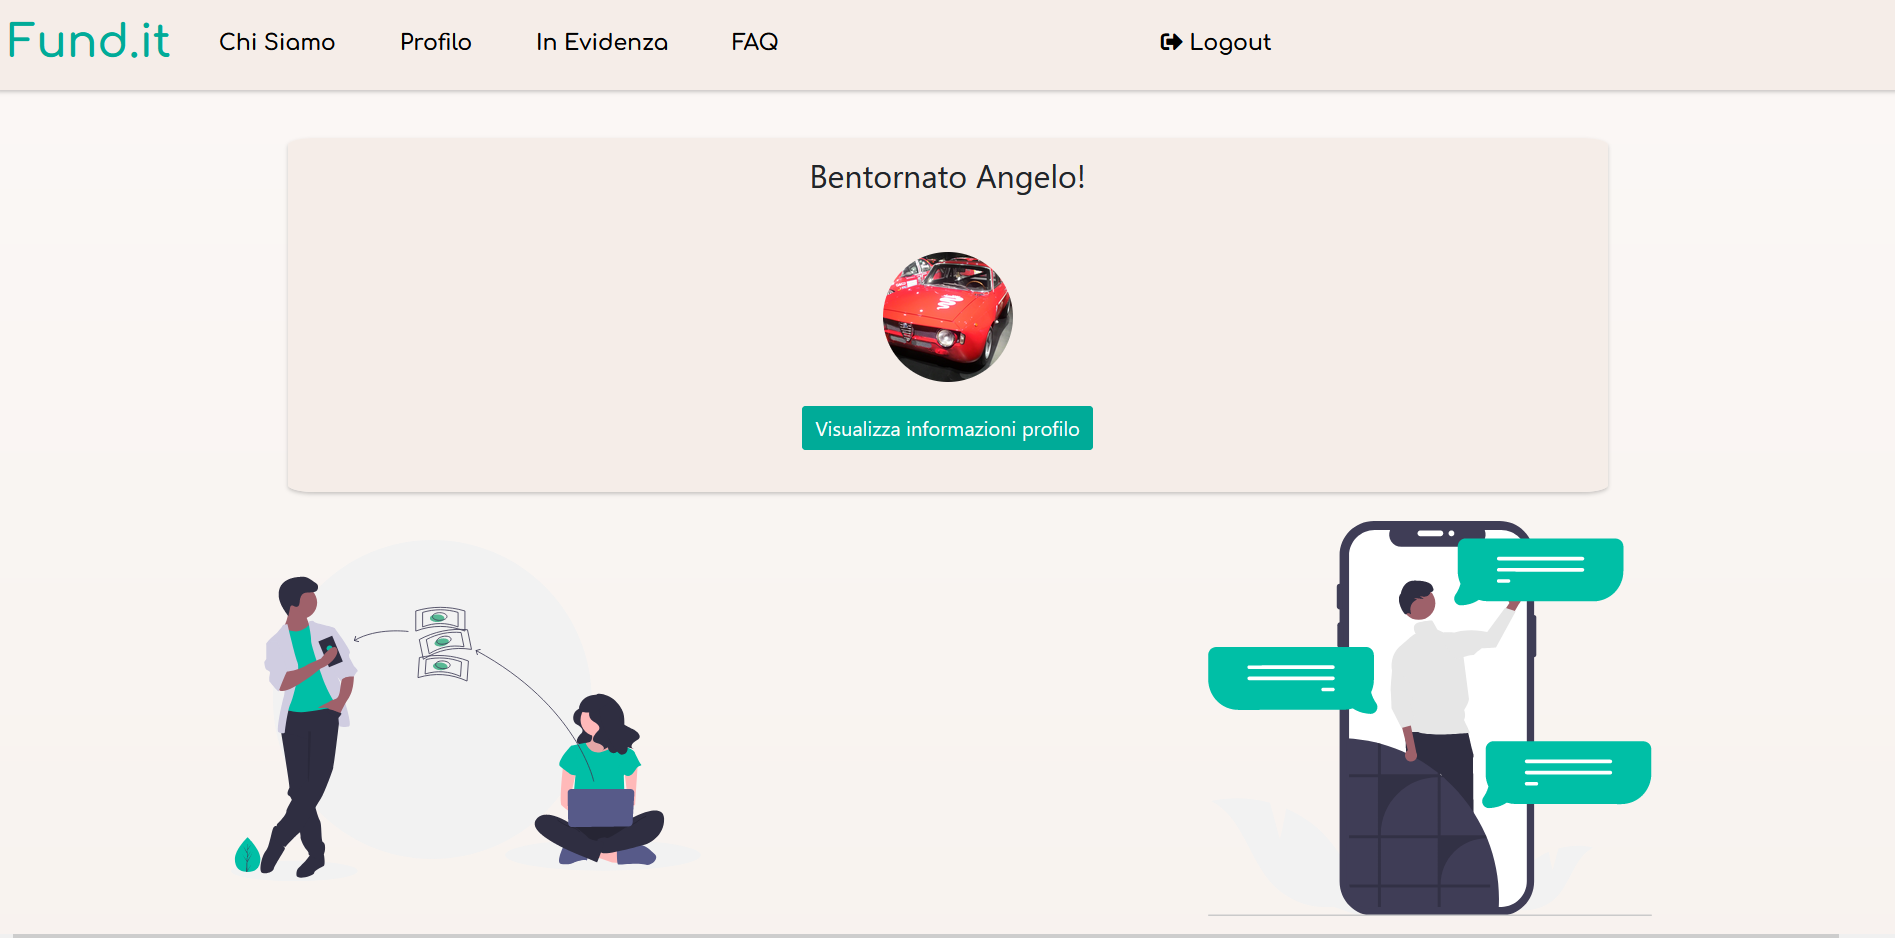 Fund.it
Chi Siamo
Profilo
In Evidenza
FAQ
Logout
Bentornato Angelo!
Visualizza informazioni profilo